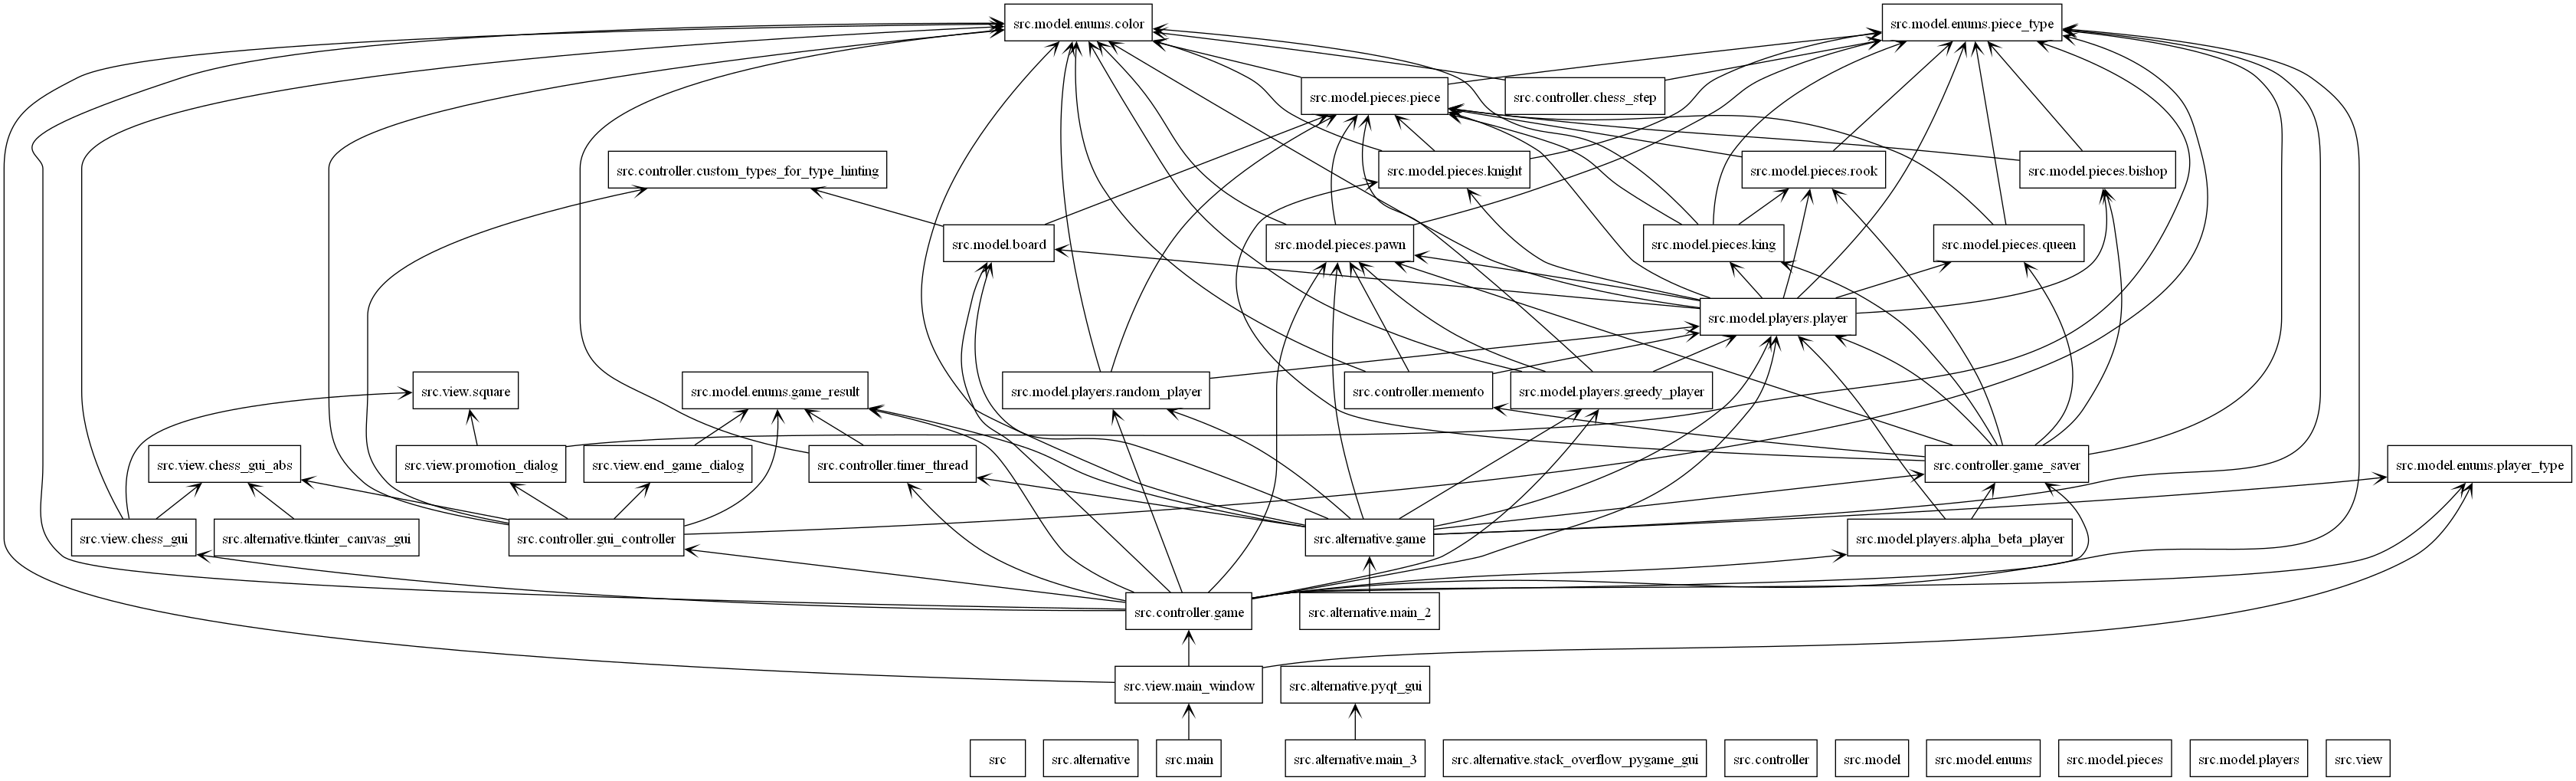 src.model.enums.color
src.model.enums.piece_type
src.model.pieces.piece
src.controller.chess_step
src.controller.custom_types_for_type_hinting
src.model.pieces.knight
src.model.pieces.rook
src.model.pieces.bishop
src.model.board
src.model.pieces.pawn
src.model.pieces.king
src.model.pieces.queen
src.model.players.player
src.view.square
src.model.enums.game_result
src.model.players.random_player
src.controller.memento
src.model.players.greedy_player
src.view.chess_gui_abs
src.view.promotion_dialog
src.view.end_game_dialog
src.controller.timer_thread
src.controller.game_saver
src.model.enums.player_type
src.view.chess_gui
src.alternative.tkinter_canvas_gui
src.controller.gui_controller
src.alternative.game
src.model.players.alpha_beta_player
src.controller.game
src.alternative.main_2
src.view.main_window
src.alternative.pyqt_gui
src
src.alternative
src.main
src.alternative.main_3
src.alternative.stack_overflow_pygame_gui
src.controller
src.model
src.model.enums
src.model.pieces
src.model.players
src.view